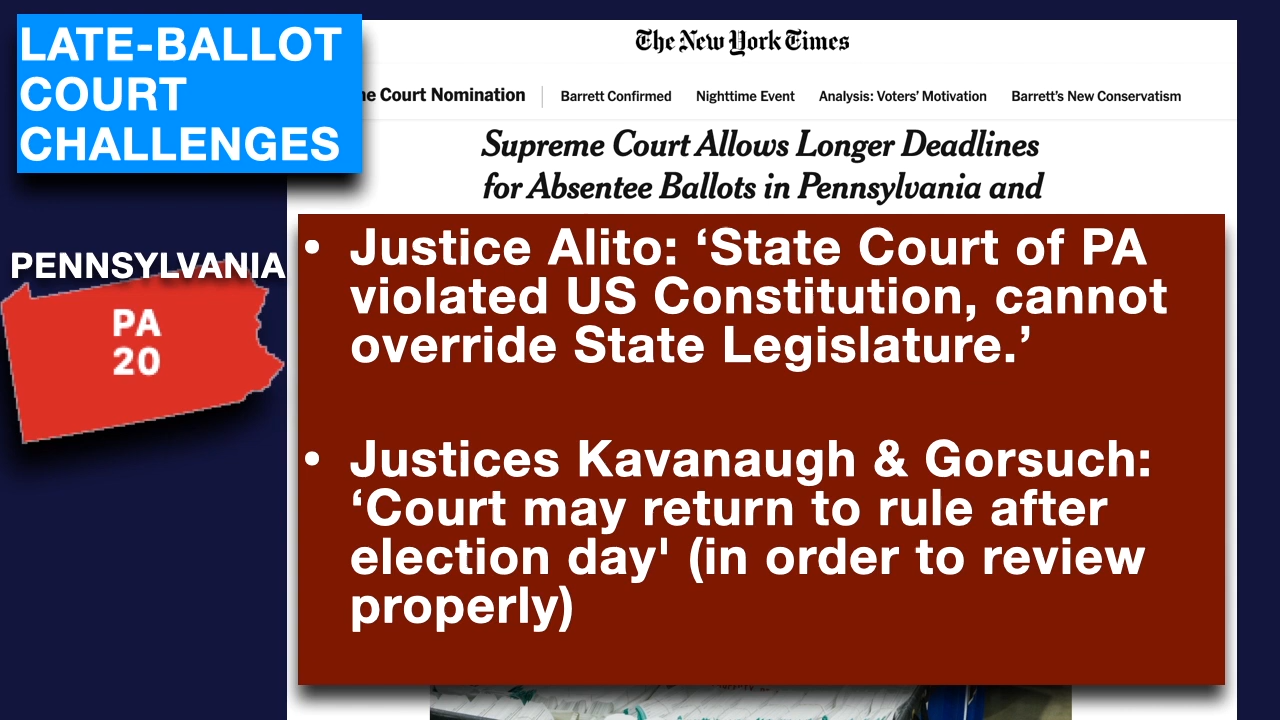 LATE-BALLOT
COURT
CHALLENGES
The New York Times
e Court Nomination
Barrett Confirmed
Nighttime Event
Analysis: Voters' Motivation
Barrett's New Conservatism
Supreme Court Allows Longer Deadlines
for Absentee Ballots in Pennsylvania and
PENNSYLVANIA
PA
20
• Justice Alito: ‘State Court of PA
violated US Constitution, cannot
override State Legislature.’
• Justices Kavanaugh & Gorsuch:
‘Court may return to rule after
election day' (in order to review
properly)